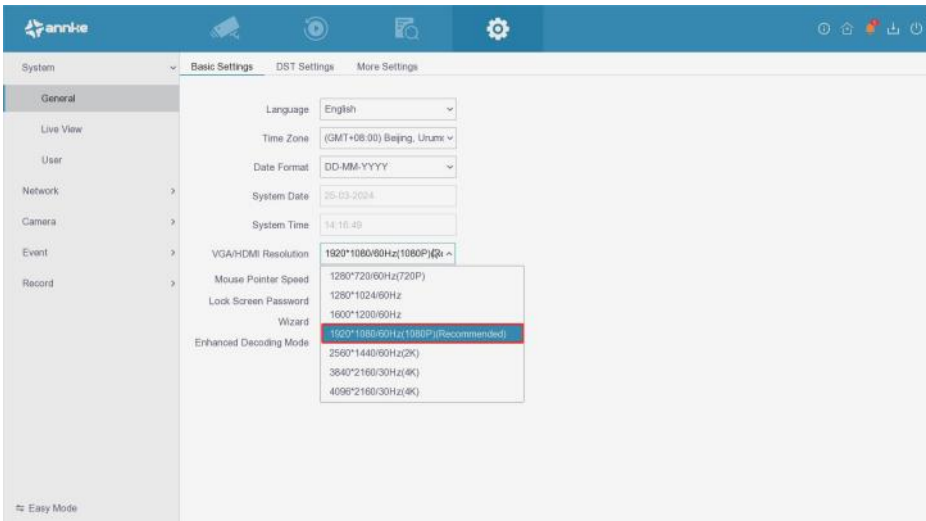 annke
System
Basic Settings DST Settings More Settings
General
Language English
Live View
Time Zone (GMT+08:00) Beijing, Urumc
User
Date Format DD-MM-YYYY
Network
System Date 25-03-2024
Camera
System Time 14:16:49
Event
VGA/HDMI Resolution 1920*1080/60Hz(1080P)(Re
Record
Mouse Pointer Speed 1280*720/60Hz(720P)
Lock Screen Password 1280*1024/60Hz
Wizard 1600*1200/60Hz
1920*1080/60Hz(1080P)(Recommended)
Enhanced Decoding Mode 2560*1440/60Hz(2K)
3840*2160/30Hz(4K)
4096*2160/30Hz(4K)
Easy Mode